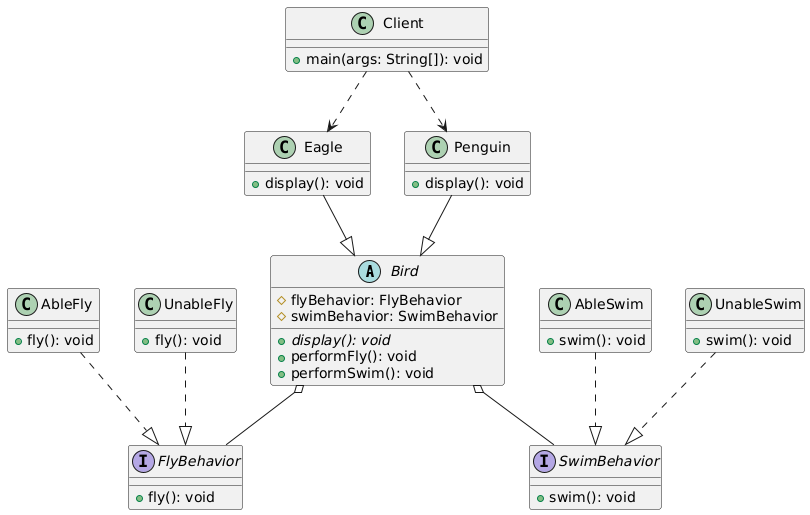 C Client
+ main(args: String[]): void
C Eagle
+ display(): void
C Penguin
+ display(): void
C AbleFly
+ fly(): void
C UnableFly
+ fly(): void
A Bird
flyBehavior: FlyBehavior
swimBehavior: SwimBehavior
display(): void
performFly(): void
performSwim(): void
C AbleSwim
swim(): void
C UnableSwim
swim(): void
I FlyBehavior
fly(): void
I SwimBehavior
swim(): void